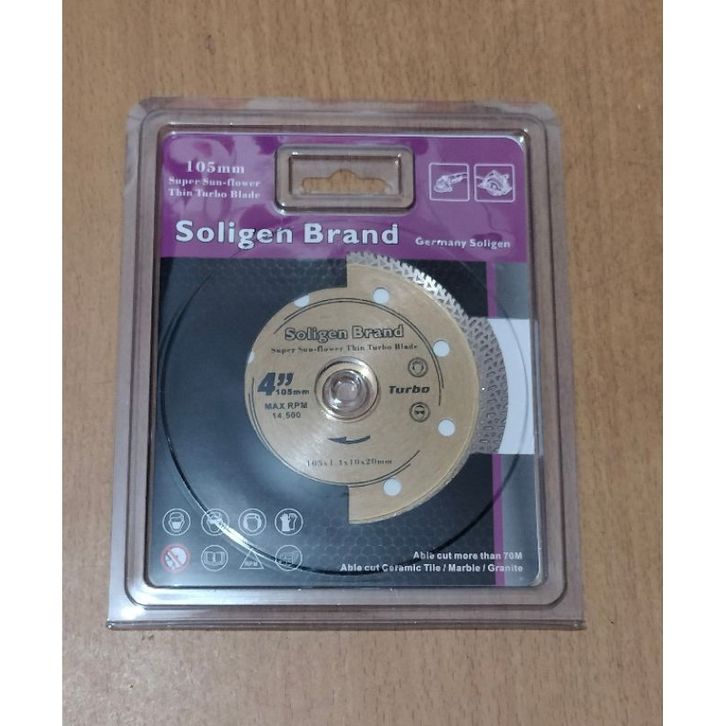 105mm
Super Sun-flower
Thin Turbo Blade
Soligen Brand
Germany Soligen
Soligen Brand
Super Sun-flower Thin Turbo Blade
4”
105mm
Turbo
MAX RPM
14,500
105x1.1x10x20mm
RPM
Able cut more than 70M
Able cut Ceramic Tile / Marble / Granite